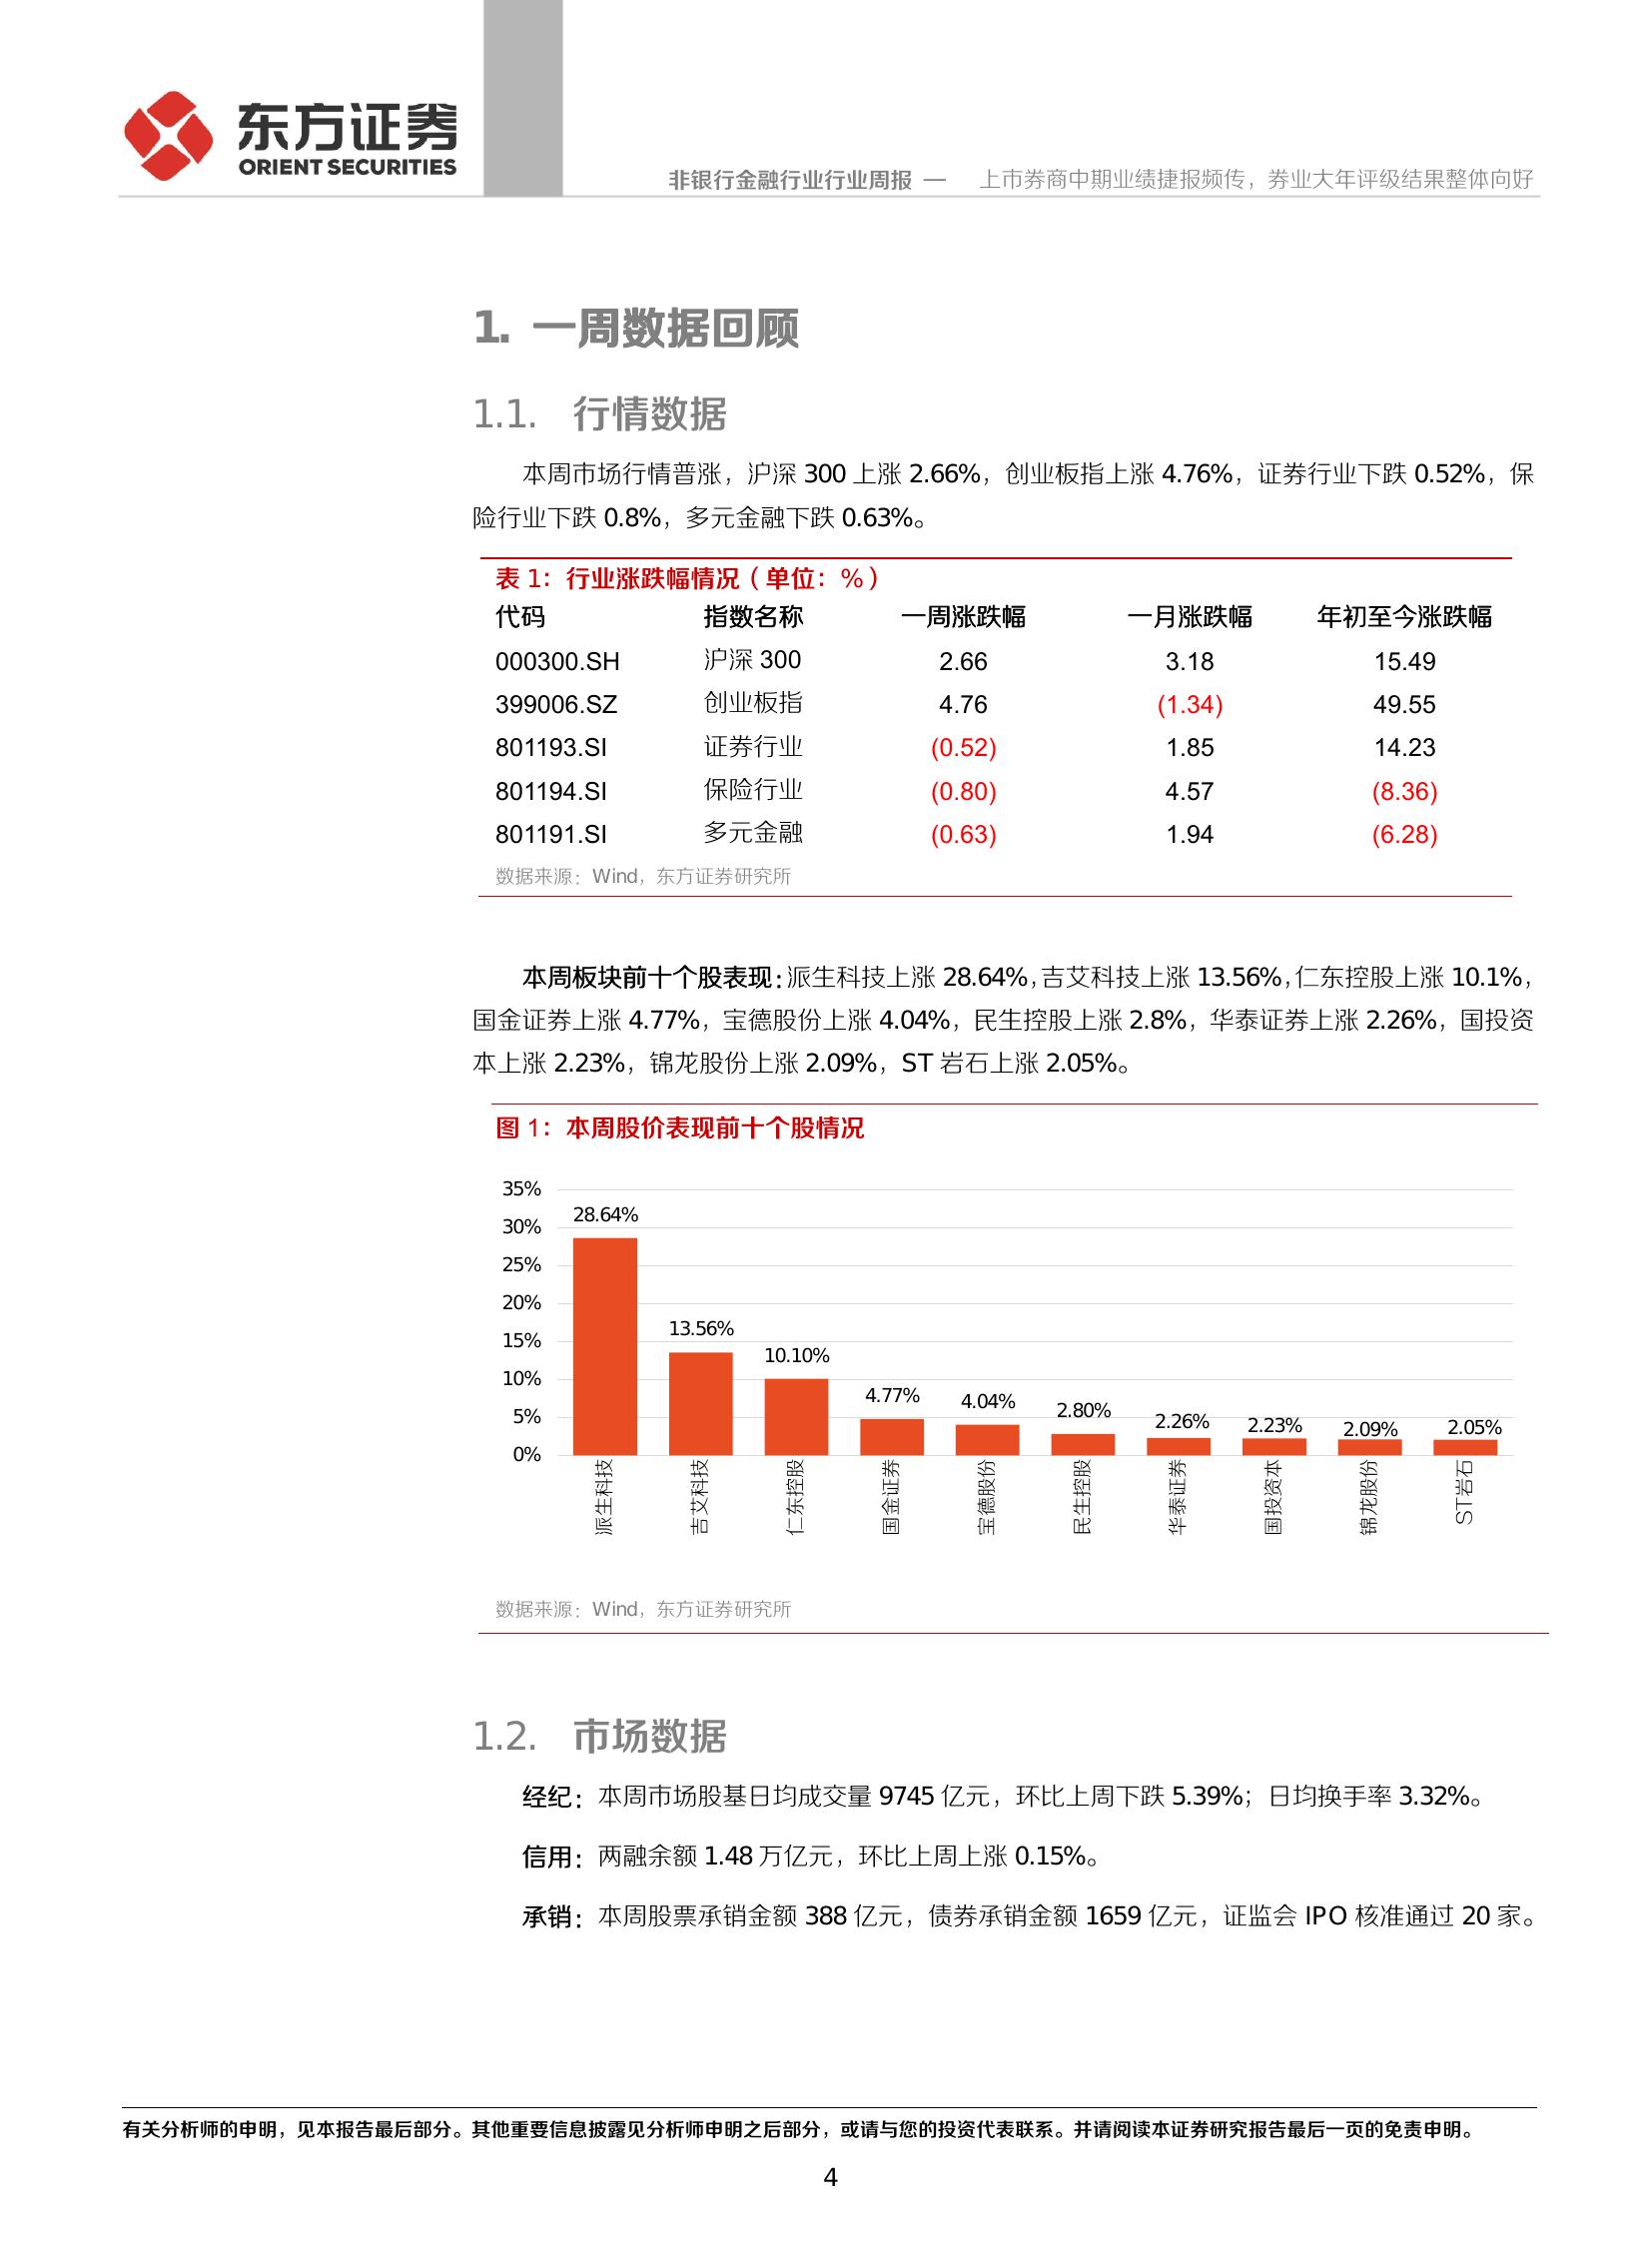 东方证券
ORIENT SECURITIES
非银行金融行业行业周报 — 上市券商中期业绩捷报频传，券业大年评级结果整体向好
1. 一周数据回顾
1.1. 行情数据
本周市场行情普涨，沪深 300 上涨 2.66%，创业板指上涨 4.76%，证券行业下跌 0.52%，保
险行业下跌 0.8%，多元金融下跌 0.63%。
表 1：行业涨跌幅情况（单位：%）
代码 指数名称 一周涨跌幅 一月涨跌幅 年初至今涨跌幅
000300.SH 沪深 300 2.66 3.18 15.49
399006.SZ 创业板指 4.76 (1.34) 49.55
801193.SI 证券行业 (0.52) 1.85 14.23
801194.SI 保险行业 (0.80) 4.57 (8.36)
801191.SI 多元金融 (0.63) 1.94 (6.28)
数据来源：Wind，东方证券研究所
本周板块前十个股表现：派生科技上涨 28.64%，吉艾科技上涨 13.56%，仁东控股上涨 10.1%，
国金证券上涨 4.77%，宝德股份上涨 4.04%，民生控股上涨 2.8%，华泰证券上涨 2.26%，国投资
本上涨 2.23%，锦龙股份上涨 2.09%，ST 岩石上涨 2.05%。
图 1：本周股价表现前十个股情况
35%
30%
25%
20%
15%
10%
5%
0%
28.64%
13.56%
10.10%
4.77%
4.04%
2.80%
2.26%
2.23%
2.09%
2.05%
派生科技
吉艾科技
仁东控股
国金证券
宝德股份
民生控股
华泰证券
国投资本
锦龙股份
ST岩石
数据来源：Wind，东方证券研究所
1.2. 市场数据
经纪：本周市场股基日均成交量 9745 亿元，环比上周下跌 5.39%；日均换手率 3.32%。
信用：两融余额 1.48 万亿元，环比上周上涨 0.15%。
承销：本周股票承销金额 388 亿元，债券承销金额 1659 亿元，证监会 IPO 核准通过 20 家。
有关分析师的申明，见本报告最后部分。其他重要信息披露见分析师申明之后部分，或请与您的投资代表联系。并请阅读本证券研究报告最后一页的免责申明。
4